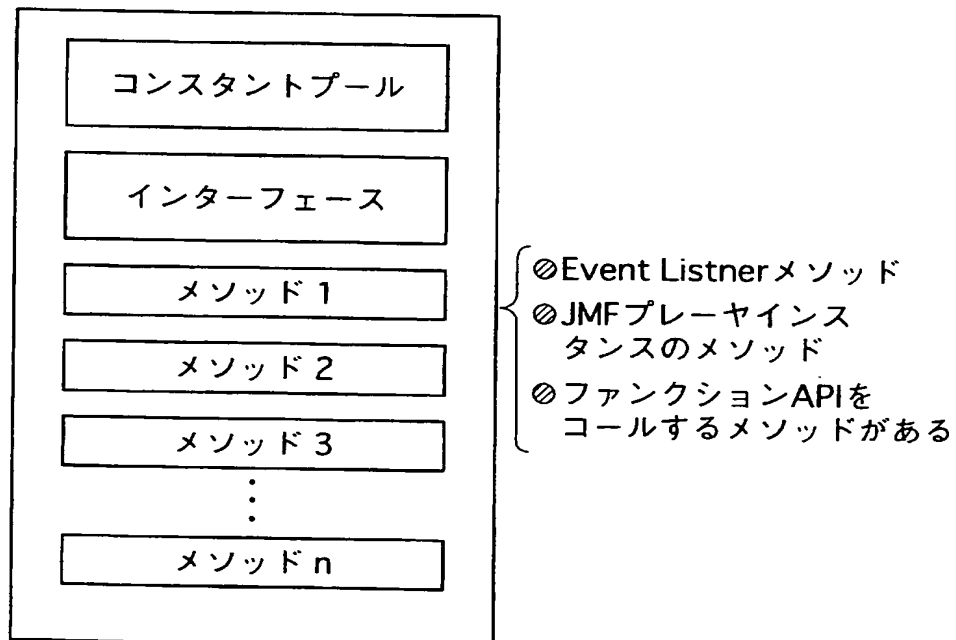 コンスタントプール
インターフェース
メソッド1
メソッド2
メソッド3
メソッドn
Event Listnerメソッド
JMFプレーヤインス
タンスのメソッド
ファンクションAPIを
コールするメソッドがある